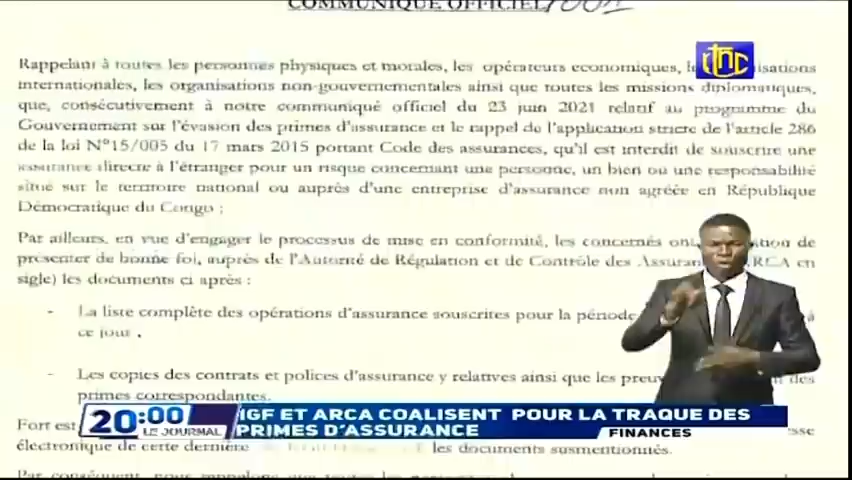 COMMUNIQUE OFFICIEL
Rappelant à toutes les personnes physiques et morales, les opérateurs économiques, les
internationales, les organisations non-gouvernementales ainsi que toutes les missions diplomatiques,
que, consécutivement à notre communiqué officiel du 23 juin 2021 relatif au programme du
Gouvernement sur l'évasion des primes d'assurance et le rappel de l'application stricte de l'article 286
de la loi N°15/005 du 17 mars 2015 portant Code des assurances, qu'il est interdit de souscrire une
assurance directe à l'étranger pour un risque concernant une personne, un bien ou une responsabilité
situé sur le territoire national ou auprès d'une entreprise d'assurance non agréée en République
Démocratique du Congo ;
Par ailleurs, en vue d'engager le processus de mise en conformité, les concernés ont de
présenter de bonne foi, auprès de l'Autorité de Régulation et de Contrôle des en
sigle) les documents ci après :
- La liste complète des opérations d'assurance souscrites pour la période à
ce jour .
- Les copies des contrats et polices d'assurance y relatives ainsi que les des
primes correspondantes.
Fort est
électronique de cette dernière les documents susmentionnés.
rtnc
20:00
LE JOURNAL
IGF ET ARCA COALISENT POUR LA TRAQUE DES
PRIMES D'ASSURANCE
FINANCES